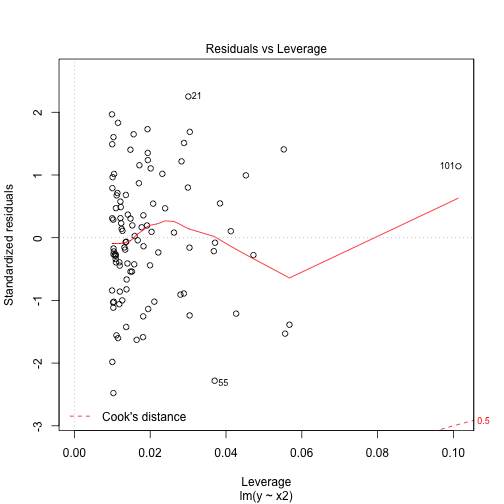 Residuals vs Leverage
Standardized residuals
2
1
0
-1
-2
-3
21
101
55
Cook's distance
0.5
0.00 0.02 0.04 0.06 0.08 0.10
Leverage
lm(y ~ x2)